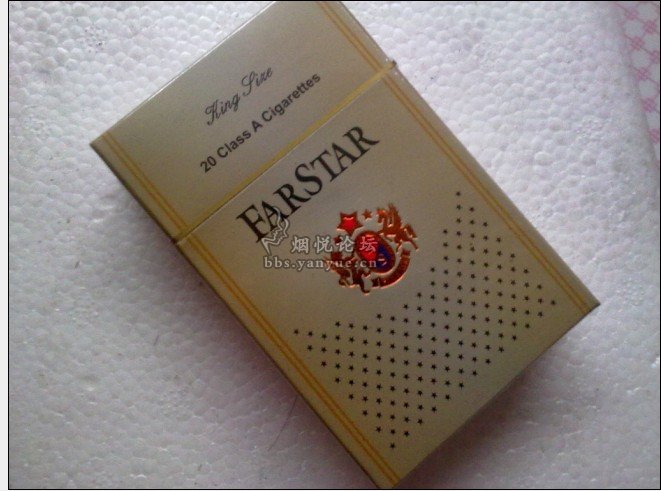 King Size
20 Class A Cigarettes
FARSTAR
烟悦论坛
bbs.yanyue.cn